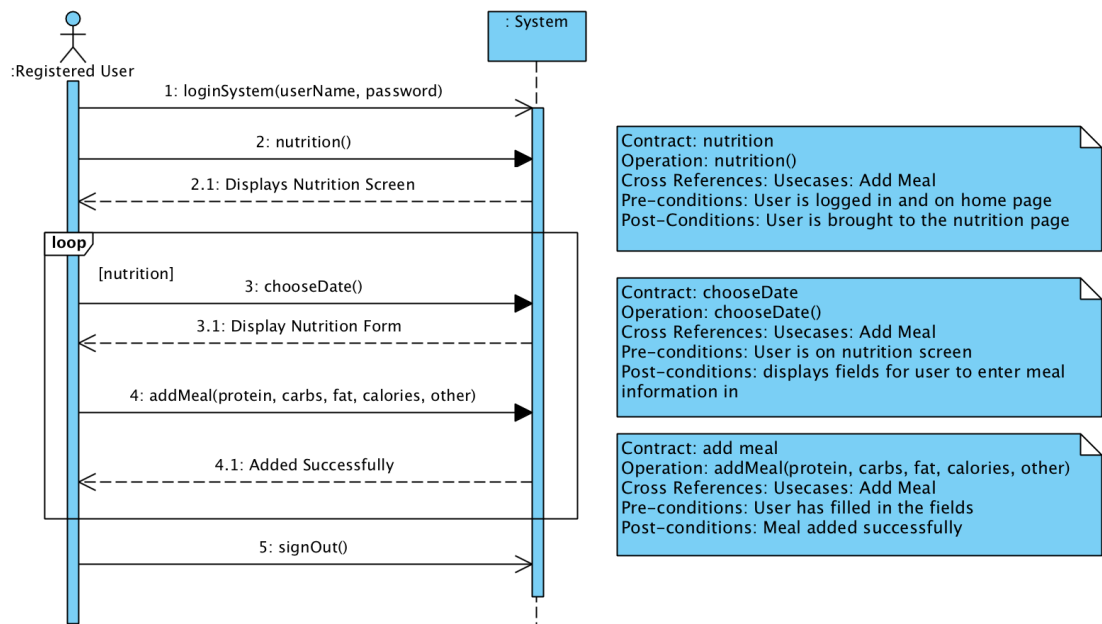 : System
:Registered User
1: loginSystem(userName, password)
2: nutrition()
2.1: Displays Nutrition Screen
loop
[nutrition]
3: chooseDate()
3.1: Display Nutrition Form
4: addMeal(protein, carbs, fat, calories, other)
4.1: Added Successfully
5: signOut()
Contract: nutrition
Operation: nutrition()
Cross References: Usecases: Add Meal
Pre-conditions: User is logged in and on home page
Post-Conditions: User is brought to the nutrition page
Contract: chooseDate
Operation: chooseDate()
Cross References: Usecases: Add Meal
Pre-conditions: User is on nutrition screen
Post-conditions: displays fields for user to enter meal
information in
Contract: add meal
Operation: addMeal(protein, carbs, fat, calories, other)
Cross References: Usecases: Add Meal
Pre-conditions: User has filled in the fields
Post-conditions: Meal added successfully